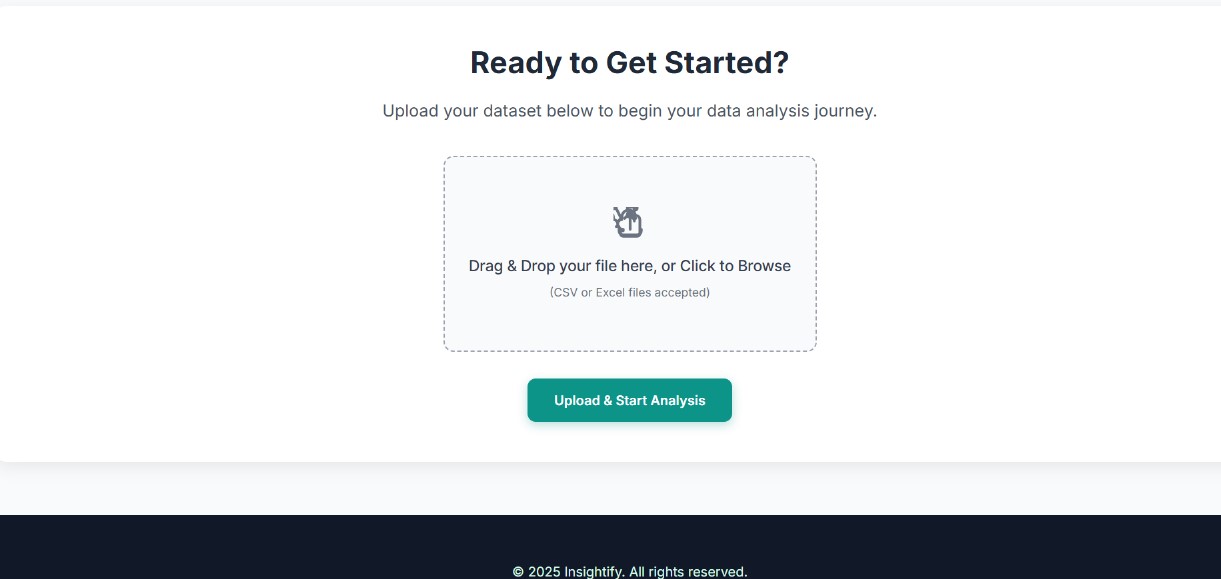 Ready to Get Started?
Upload your dataset below to begin your data analysis journey.
Drag & Drop your file here, or Click to Browse
(CSV or Excel files accepted)
Upload & Start Analysis
© 2025 Insightify. All rights reserved.